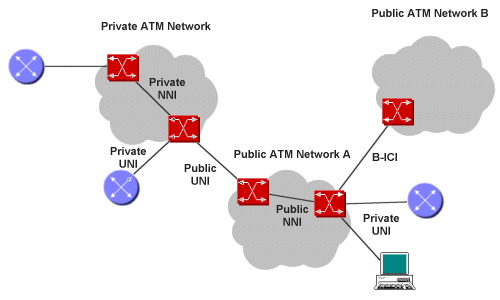 Public ATM Network B
Private ATM Network
Private
NNI
Private
UNI
Public
UNI
Public ATM Network A
B-ICI
Public
NNI
Private
UNI